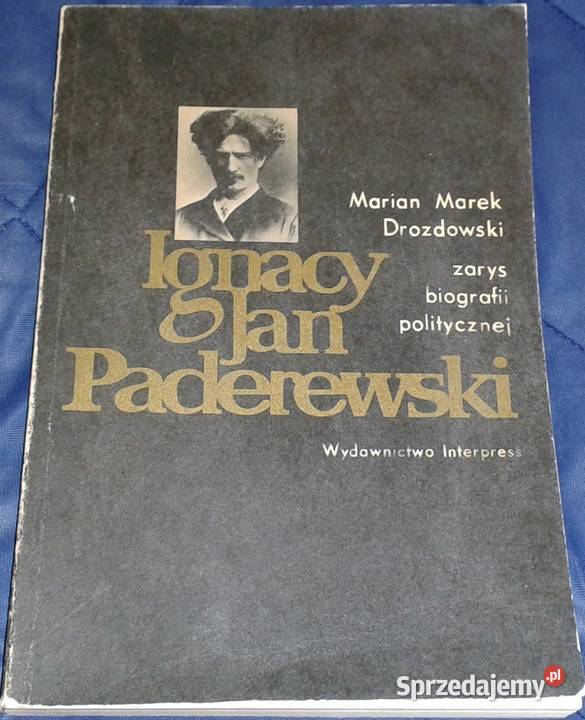 Marian Marek
Drozdowski
zarys
biografii
politycznej
Ignacy
Jan
Paderewski
Wydawnictwo Interpress
Sprzedajemy.pl